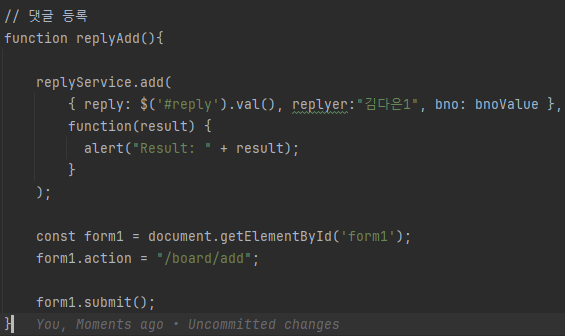 // 댓글 등록
function replyAdd(){
replyService.add(
{ reply: $('#reply').val(), replyer:"김다은1", bno: bnoValue },
function(result) {
alert("Result: " + result);
}
);
const form1 = document.getElementById('form1');
form1.action = "/board/add";
form1.submit();
} You, Moments ago • Uncommitted changes